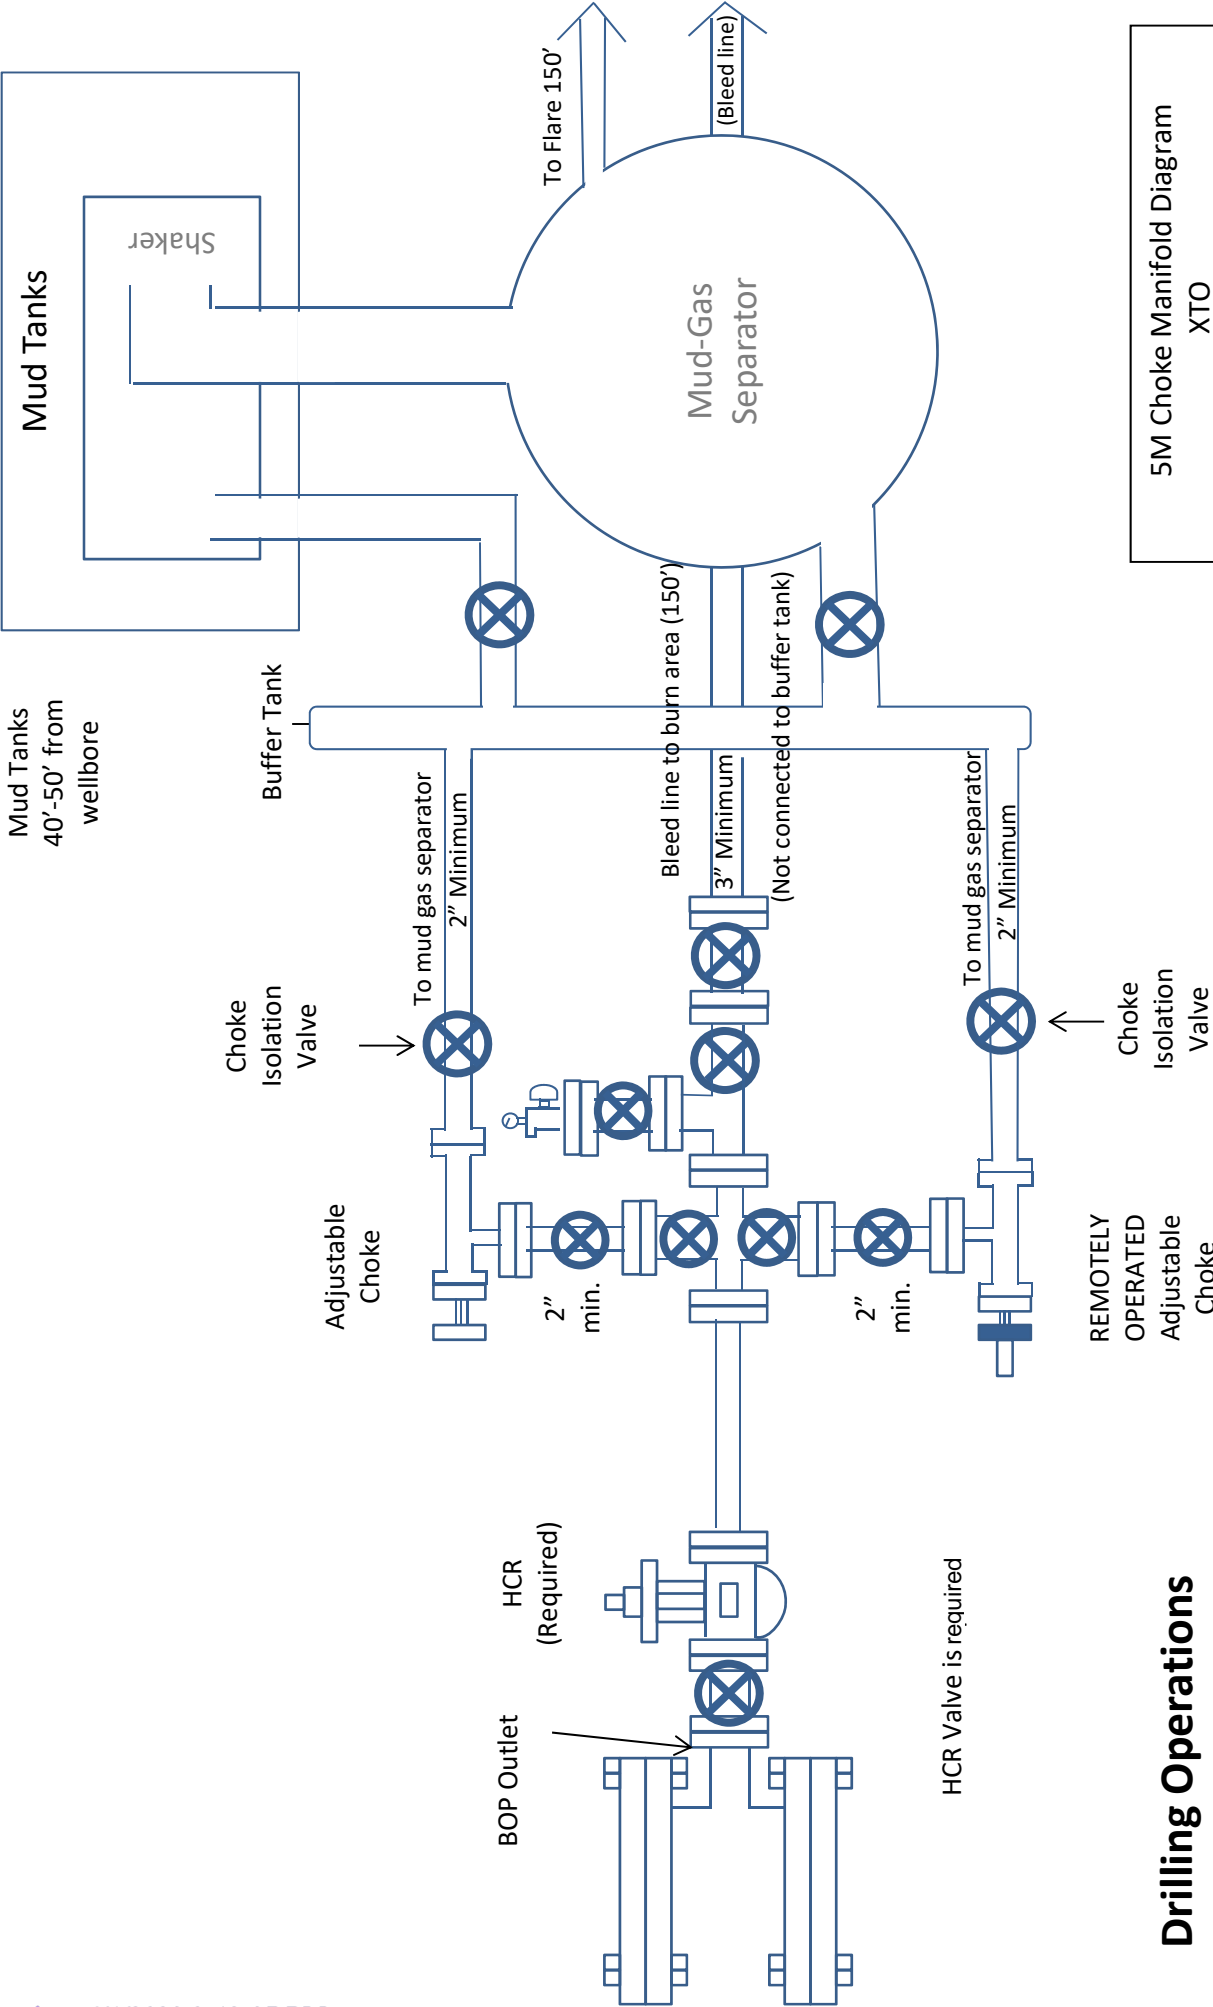 Mud Tanks
40’-50’ from
wellbore
Mud Tanks
Shaker
Buffer Tank
Choke
Isolation
Valve
Adjustable
Choke
To mud gas separator
2” Minimum
To Flare 150’
(Bleed line)
Mud-Gas
Separator
HCR
(Required)
BOP Outlet
2”
min.
Bleed line to burn area (150’)
3” Minimum
(Not connected to buffer tank)
2”
min.
To mud gas separator
2” Minimum
HCR Valve is required
REMOTELY
OPERATED
Adjustable
Choke
Choke
Isolation
Valve
Drilling Operations
5M Choke Manifold Diagram
XTO